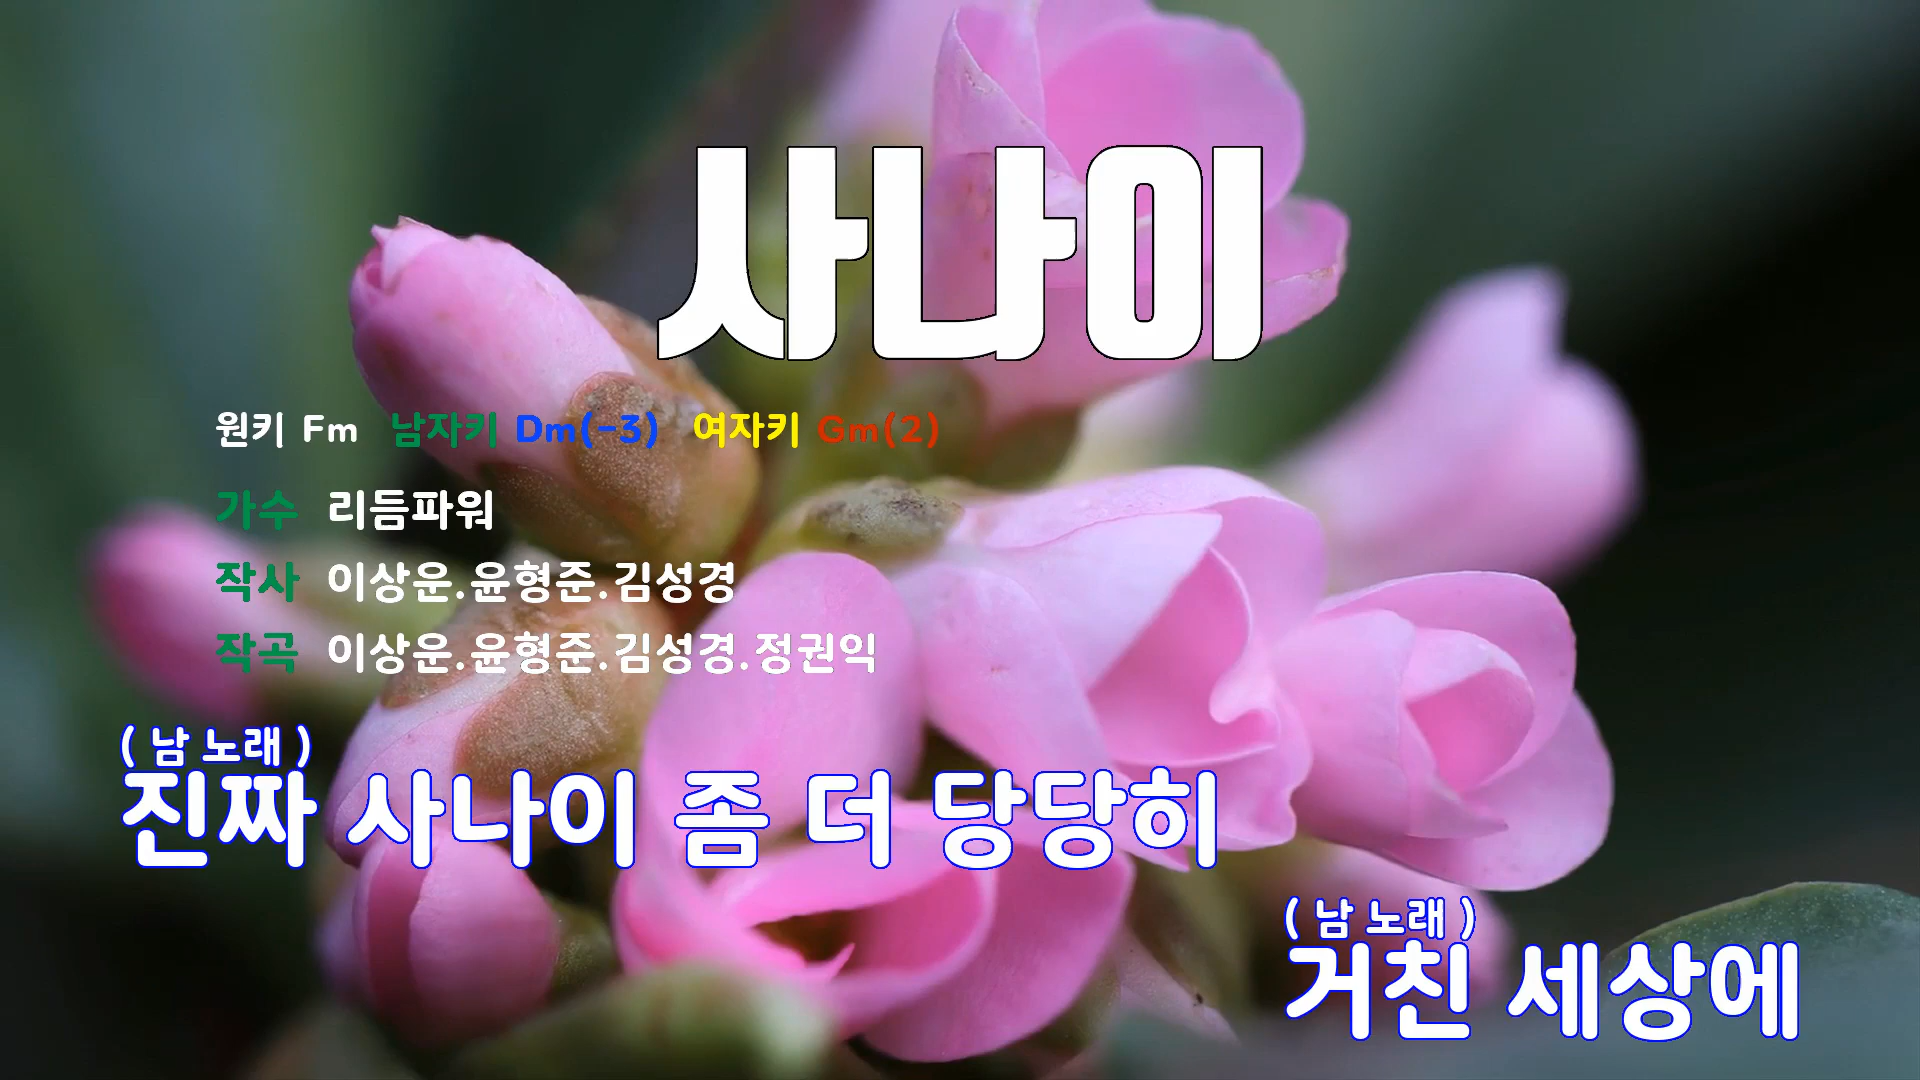 사나이
원키 Fm 남자키 Dm(-3) 여자키 Gm(2)
가수 리듬파워
작사 이상운.윤형준.김성경
작곡 이상운.윤형준.김성경.정권익
( 남 노래 )
진짜 사나이 좀 더 당당히
( 남 노래 )
거친 세상에